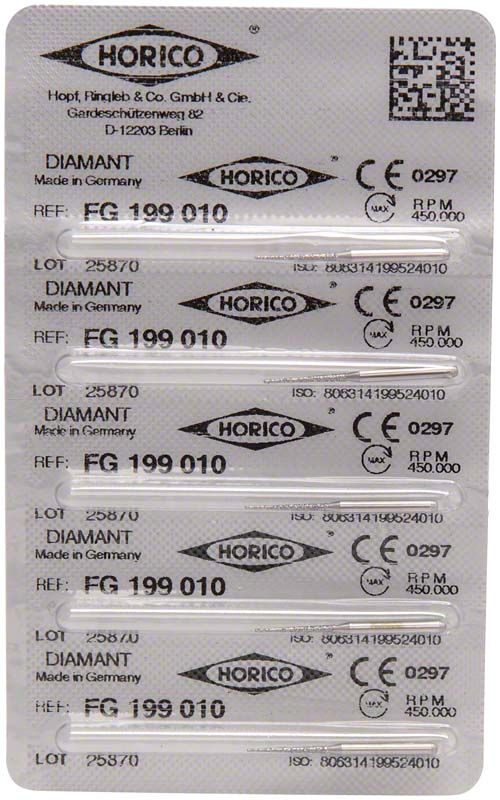 HORICO ®
Hopf, Ringleb & Co. GmbH & Cie.
Gardeschützenweg 82
D-12203 Berlin
DIAMANT HORICO ® CE 0297
Made in Germany
REF: FG 199 010 MAX RPM 450.000
LOT 25870 ISO: 806314199524010
DIAMANT HORICO ® CE 0297
Made in Germany
REF: FG 199 010 MAX RPM 450.000
LOT 25870 ISO: 806314199524010
DIAMANT HORICO ® CE 0297
Made in Germany
REF: FG 199 010 MAX RPM 450.000
LOT 25870 ISO: 806314199524010
DIAMANT HORICO ® CE 0297
Made in Germany
REF: FG 199 010 MAX RPM 450.000
LOT 25870 ISO: 806314199524010
DIAMANT HORICO ® CE 0297
Made in Germany
REF: FG 199 010 MAX RPM 450.000
LOT 25870 ISO: 806314199524010